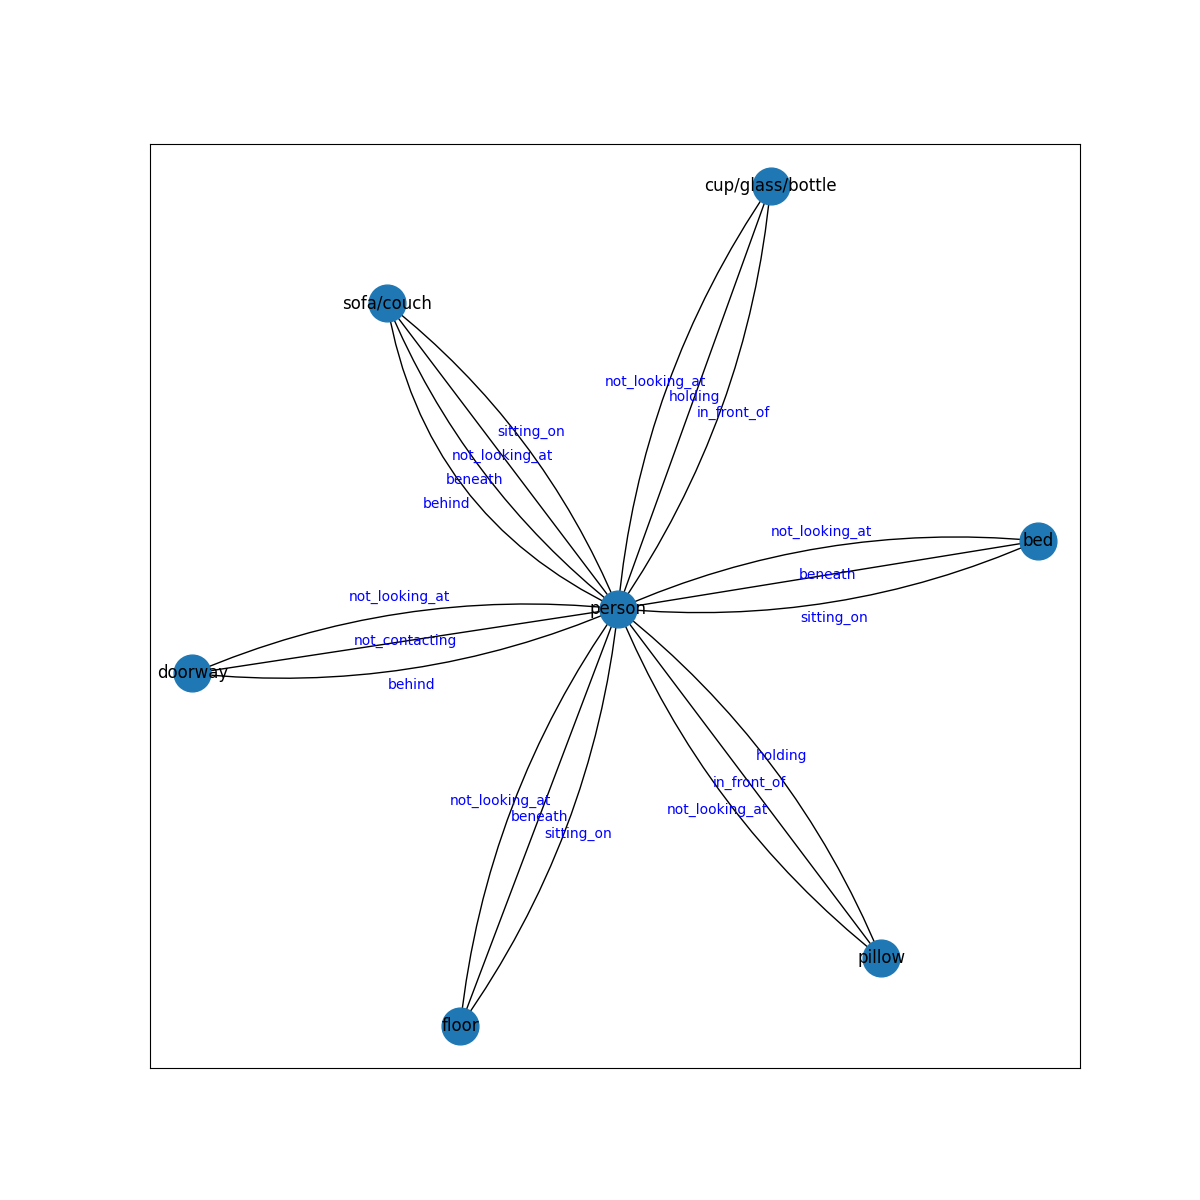 cup/glass/bottle
sofa/couch
not_looking_at
holding
in_front_of
sitting_on
not_looking_at
beneath
behind
not_looking_at
bed
beneath
sitting_on
person
not_looking_at
not_contacting
doorway
behind
holding
in_front_of
not_looking_at
not_looking_at
beneath
sitting_on
pillow
floor